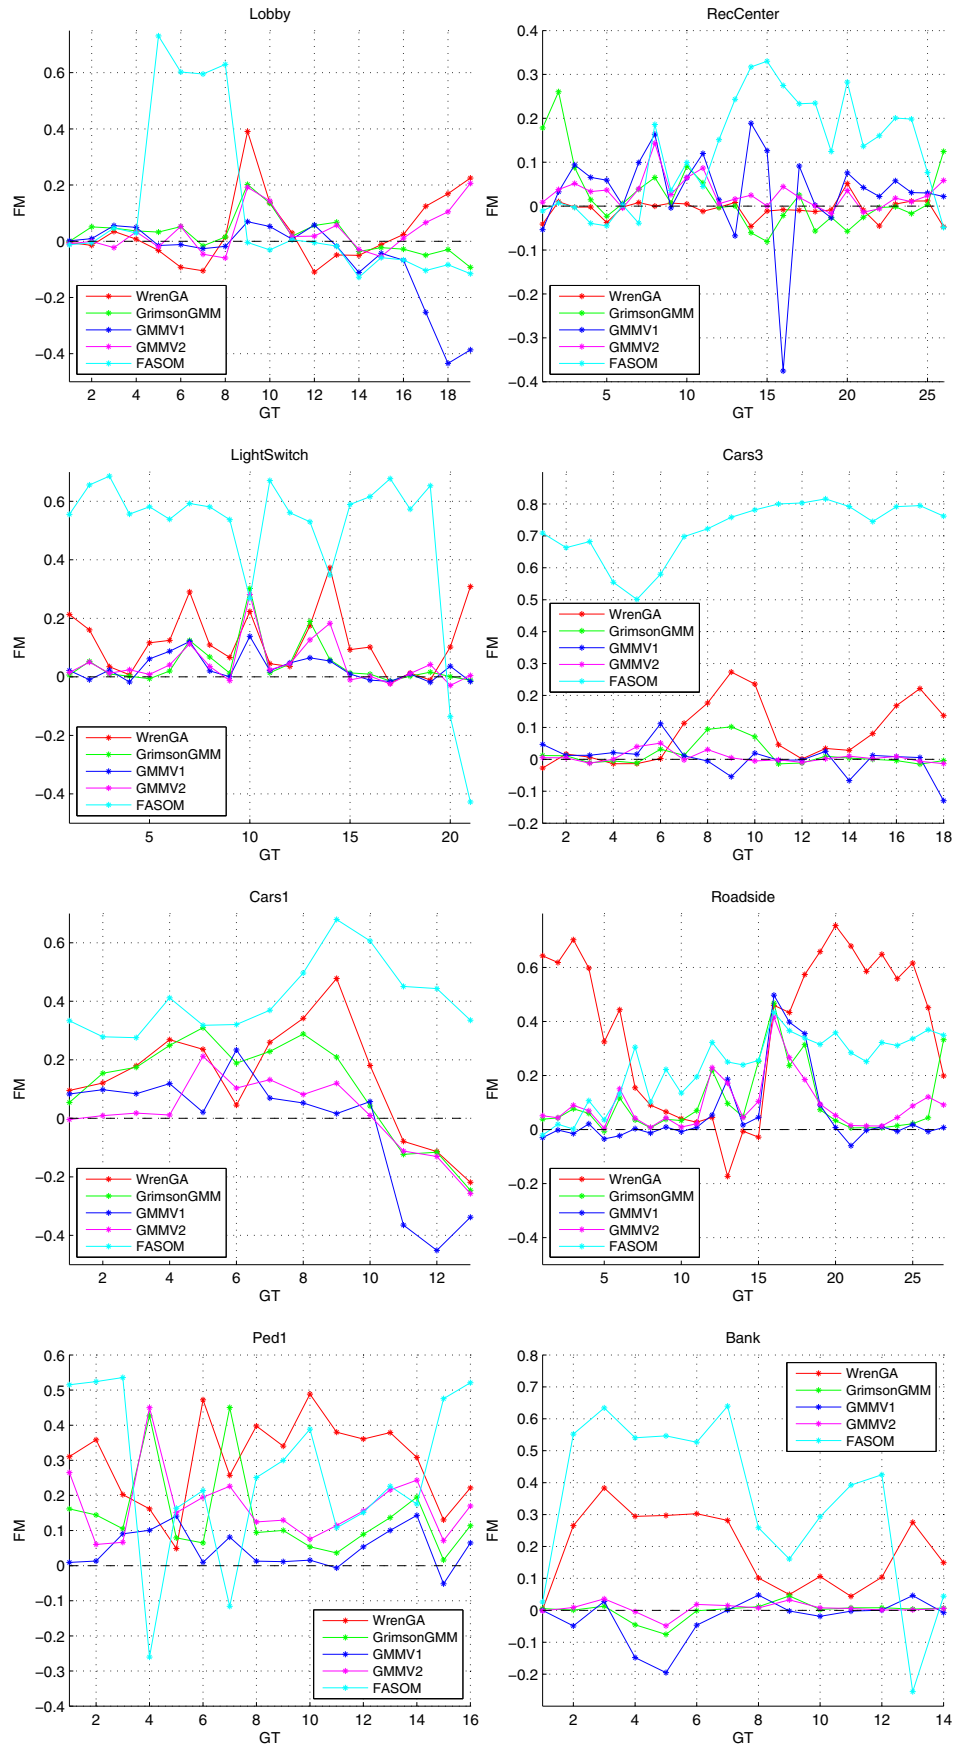 Lobby
0.6
0.4
0.2
0
−0.2
−0.4
FM
WrenGA
GrimsonGMM
GMMV1
GMMV2
FASOM
2 4 6 8 10 12 14 16 18
GT
RecCenter
0.4
0.3
0.2
0.1
0
−0.1
−0.2
−0.3
−0.4
FM
WrenGA
GrimsonGMM
GMMV1
GMMV2
FASOM
5 10 15 20 25
GT
LightSwitch
0.6
0.4
0.2
0
−0.2
−0.4
FM
WrenGA
GrimsonGMM
GMMV1
GMMV2
FASOM
5 10 15 20
GT
Cars3
0.8
0.7
0.6
0.5
0.4
0.3
0.2
0.1
0
−0.1
−0.2
FM
WrenGA
GrimsonGMM
GMMV1
GMMV2
FASOM
2 4 6 8 10 12 14 16 18
GT
Cars1
0.6
0.4
0.2
0
−0.2
−0.4
FM
WrenGA
GrimsonGMM
GMMV1
GMMV2
FASOM
2 4 6 8 10 12
GT
Roadside
0.6
0.4
0.2
0
−0.2
−0.4
FM
WrenGA
GrimsonGMM
GMMV1
GMMV2
FASOM
5 10 15 20 25
GT
Ped1
0.6
0.5
0.4
0.3
0.2
0.1
0
−0.1
−0.2
−0.3
−0.4
FM
WrenGA
GrimsonGMM
GMMV1
GMMV2
FASOM
2 4 6 8 10 12 14 16
GT
Bank
0.8
0.7
0.6
0.5
0.4
0.3
0.2
0.1
0
−0.1
−0.2
FM
WrenGA
GrimsonGMM
GMMV1
GMMV2
FASOM
2 4 6 8 10 12 14
GT